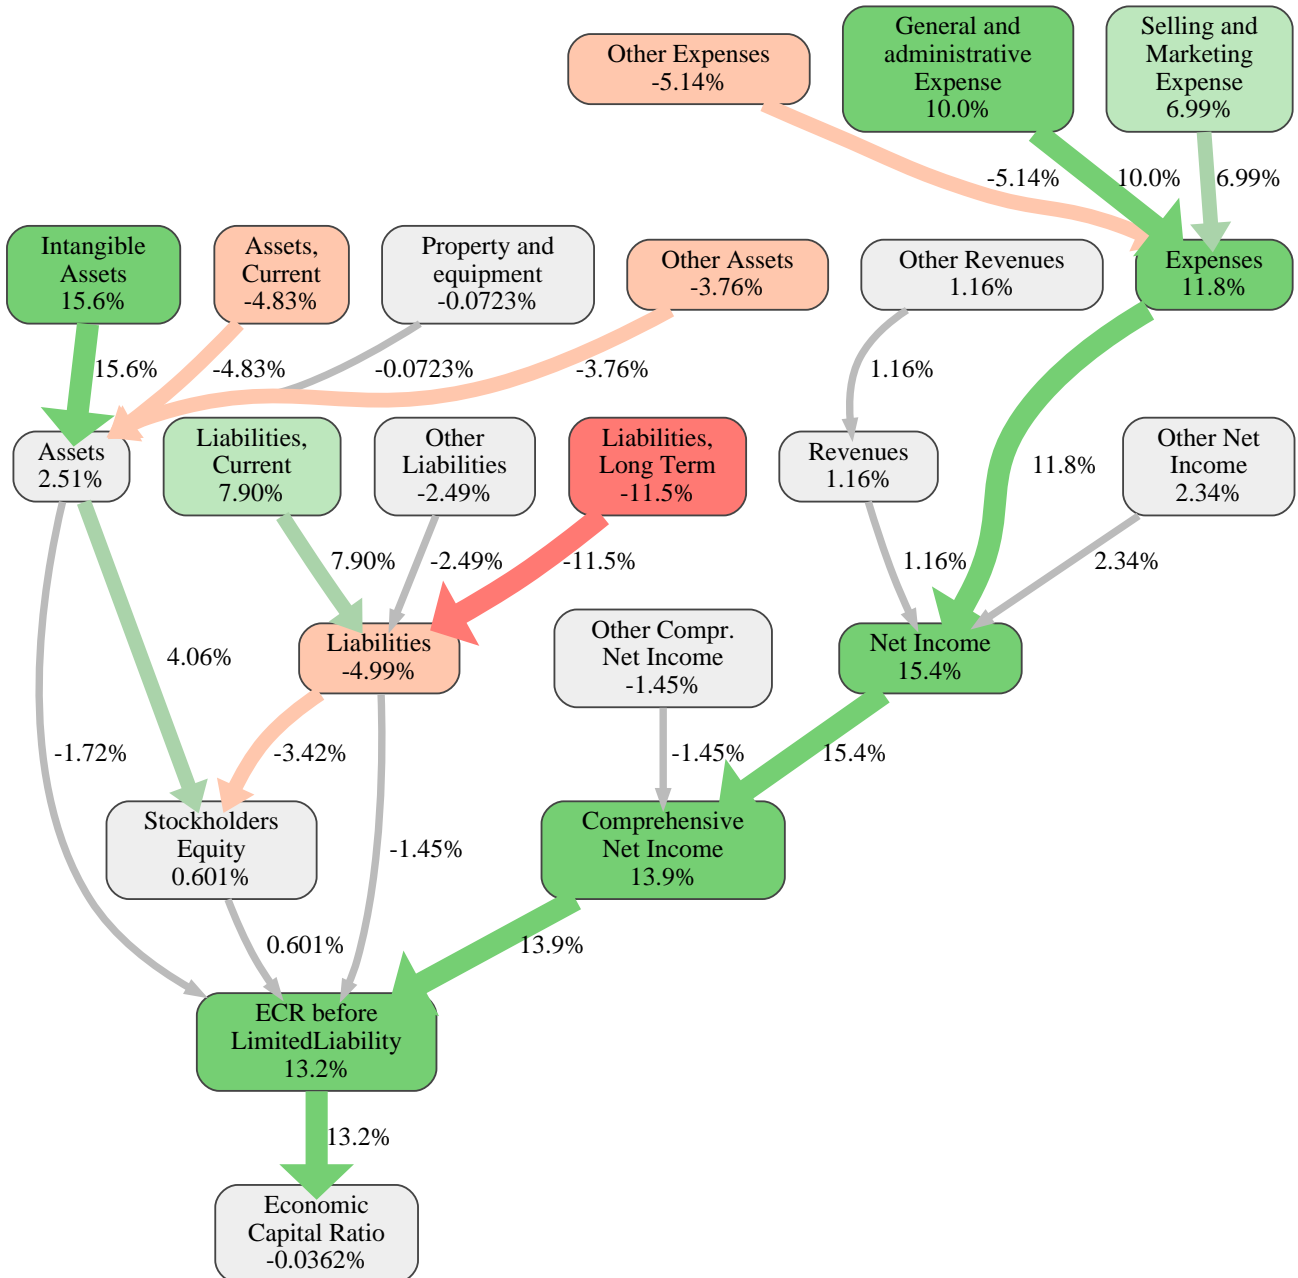 Other Expenses
-5.14%
General and
administrative
Expense
10.0%
Selling and
Marketing
Expense
6.99%
-5.14%
10.0%
6.99%
Intangible
Assets
15.6%
Assets,
Current
-4.83%
Property and
equipment
-0.0723%
Other Assets
-3.76%
Other Revenues
1.16%
Expenses
11.8%
15.6%
-4.83%
-0.0723%
-3.76%
1.16%
Assets
2.51%
Liabilities,
Current
7.90%
Other
Liabilities
-2.49%
Liabilities,
Long Term
-11.5%
Revenues
1.16%
11.8%
Other Net
Income
2.34%
7.90%
-2.49%
-11.5%
1.16%
2.34%
4.06%
Liabilities
-4.99%
Other Compr.
Net Income
-1.45%
Net Income
15.4%
-1.72%
-3.42%
-1.45%
15.4%
Stockholders
Equity
0.601%
-1.45%
Comprehensive
Net Income
13.9%
0.601%
13.9%
ECR before
LimitedLiability
13.2%
13.2%
Economic
Capital Ratio
-0.0362%